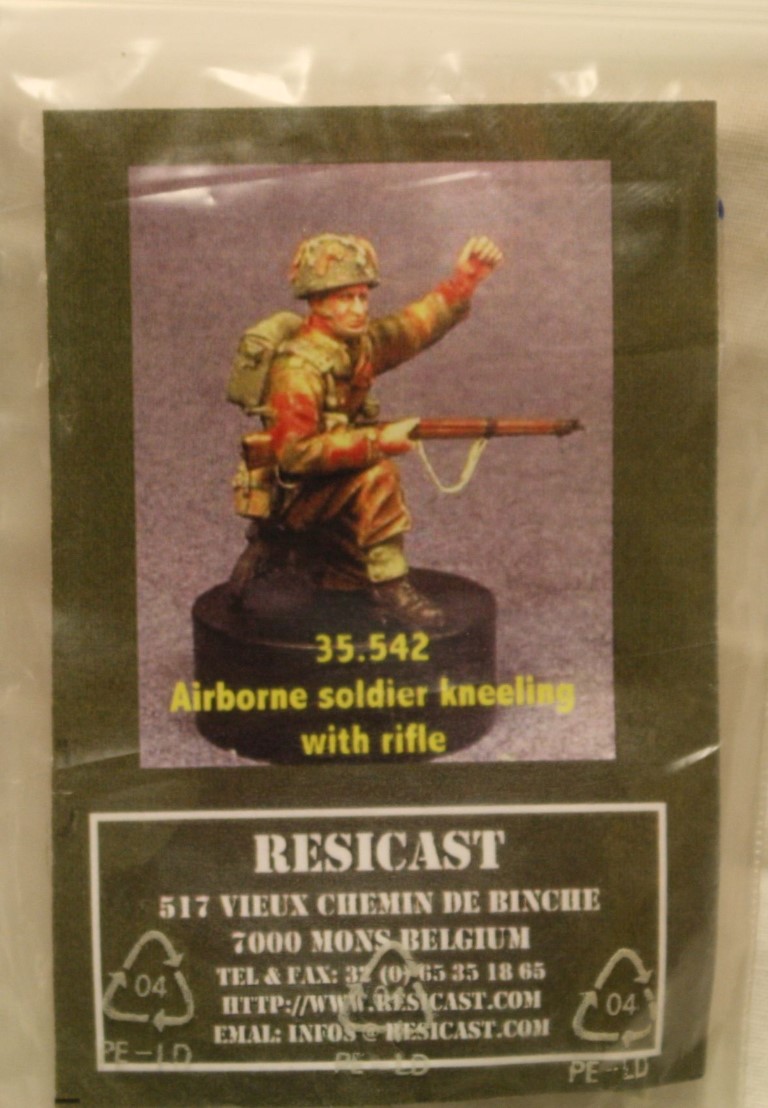 35.542
Airborne soldier kneeling
with rifle
RESICAST
517 VIEUX CHEMIN DE BINCHE
7000 MONS BELGIUM
TEL & FAX: 32 (0) 65 35 18 65
HTTP://WWW.RESICAST.COM
EMAL: INFOS @ RESICAST.COM
04
PE-LD
04
PE-LD
04
PE-LD